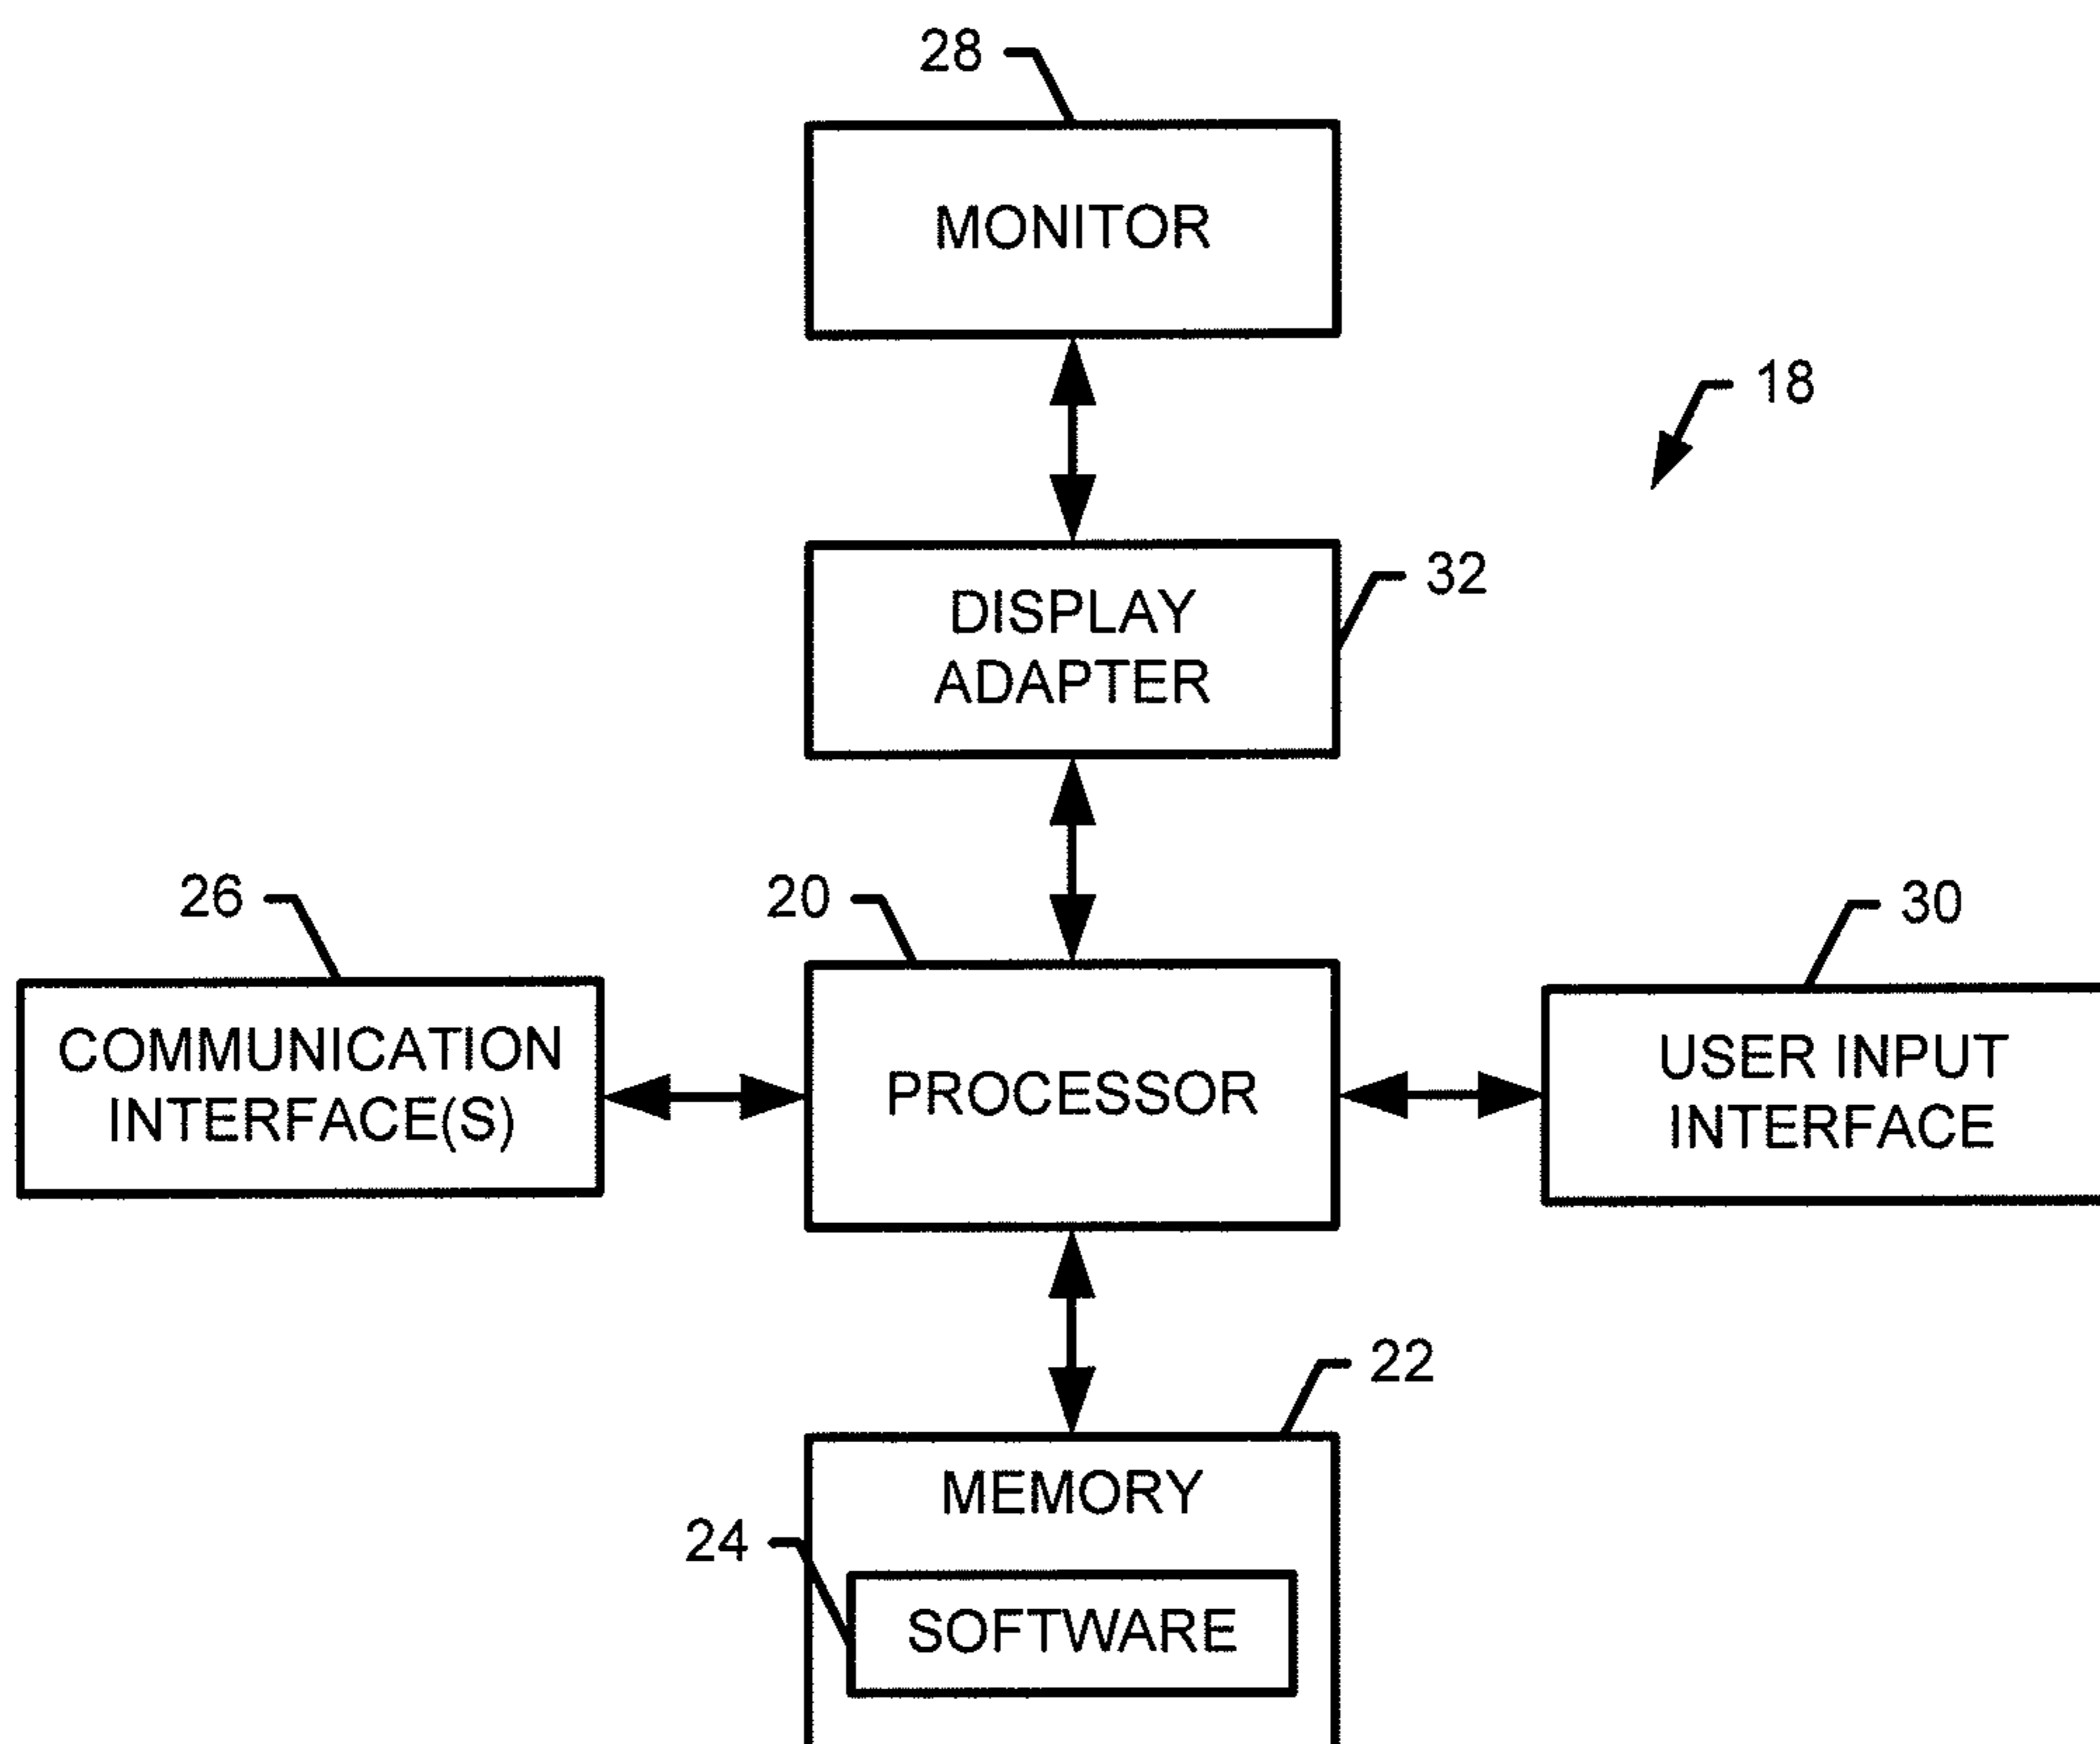 28
MONITOR
18
32
DISPLAY
ADAPTER
26
20
30
COMMUNICATION
INTERFACE(S)
PROCESSOR
USER INPUT
INTERFACE
22
MEMORY
24
SOFTWARE